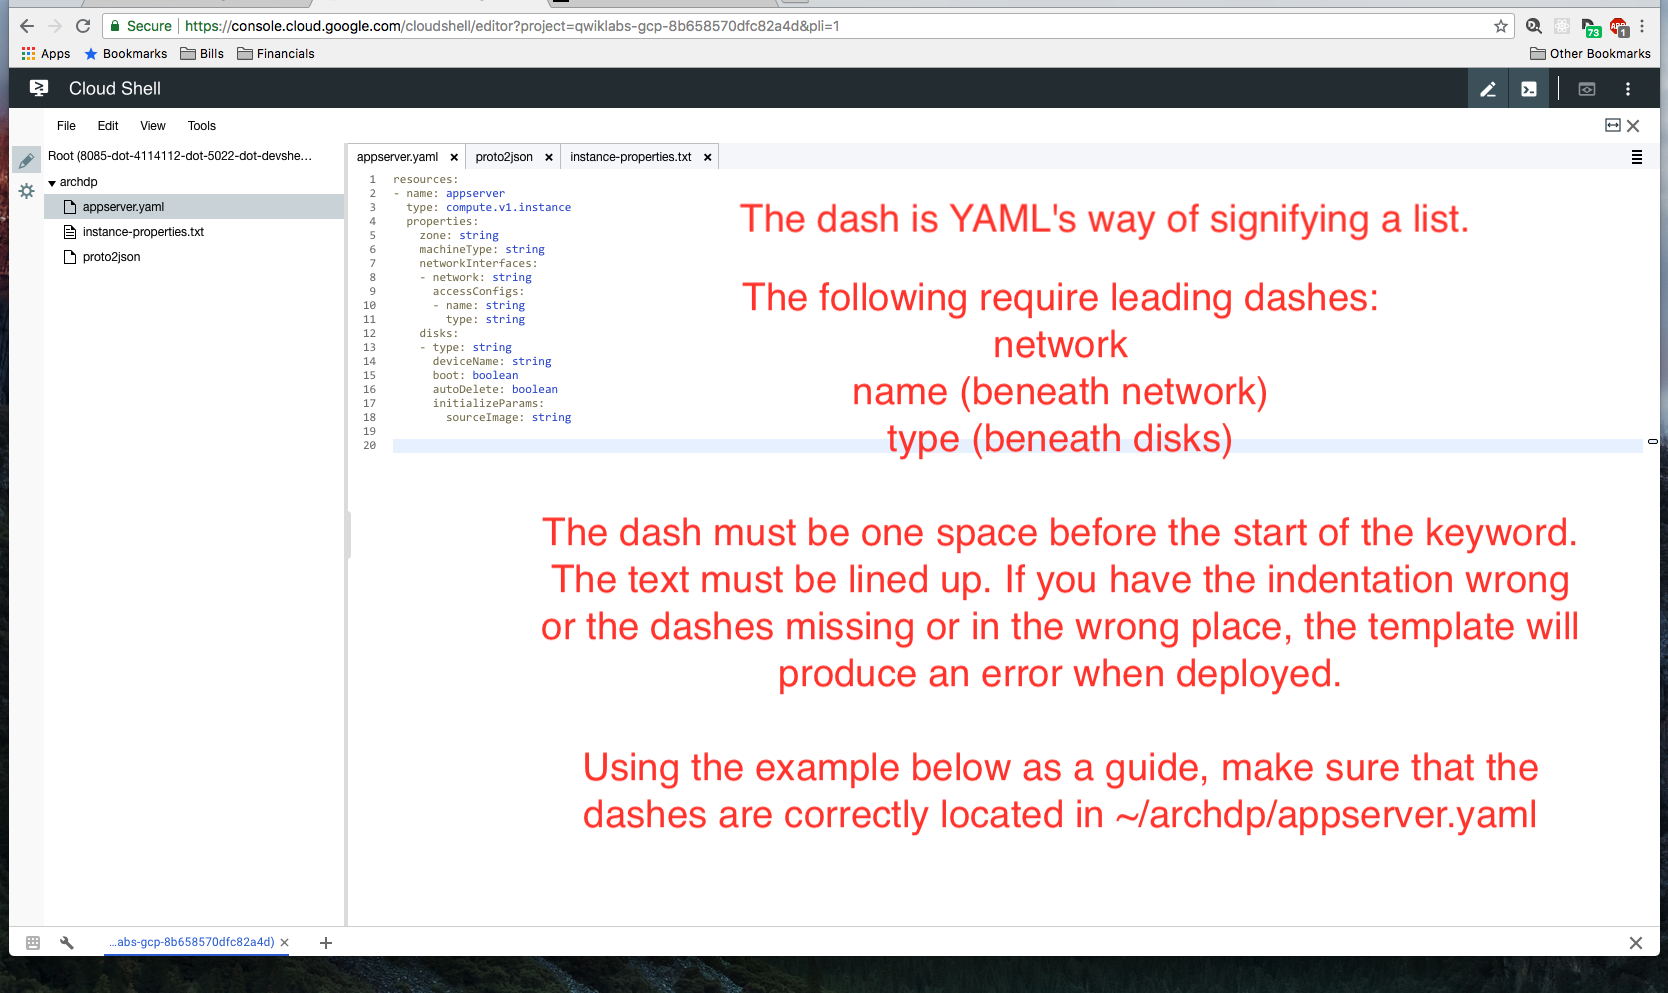 Secure https://console.cloud.google.com/cloudshell/editor?project=qwiklabs-gcp-8b658570dfc82a4d&pli=1
73
1
Apps Bookmarks Bills Financials Other Bookmarks
Cloud Shell
File Edit View Tools
Root (8085-dot-4114112-dot-5022-dot-devshe...
archdp
appserver.yaml
instance-properties.txt
proto2json
appserver.yaml × proto2json × instance-properties.txt ×
1 resources:
2 - name: appserver
3   type: compute.v1.instance
4   properties:
5     zone: string
6     machineType: string
7     networkInterfaces:
8     - network: string
9       accessConfigs:
10       - name: string
11         type: string
12     disks:
13     - type: string
14       deviceName: string
15       boot: boolean
16       autoDelete: boolean
17       initializeParams:
18         sourceImage: string
19
20
The dash is YAML's way of signifying a list.
The following require leading dashes:
network
name (beneath network)
type (beneath disks)
The dash must be one space before the start of the keyword.
The text must be lined up. If you have the indentation wrong
or the dashes missing or in the wrong place, the template will
produce an error when deployed.
Using the example below as a guide, make sure that the
dashes are correctly located in ~/archdp/appserver.yaml
...abs-gcp-8b658570dfc82a4d) ×